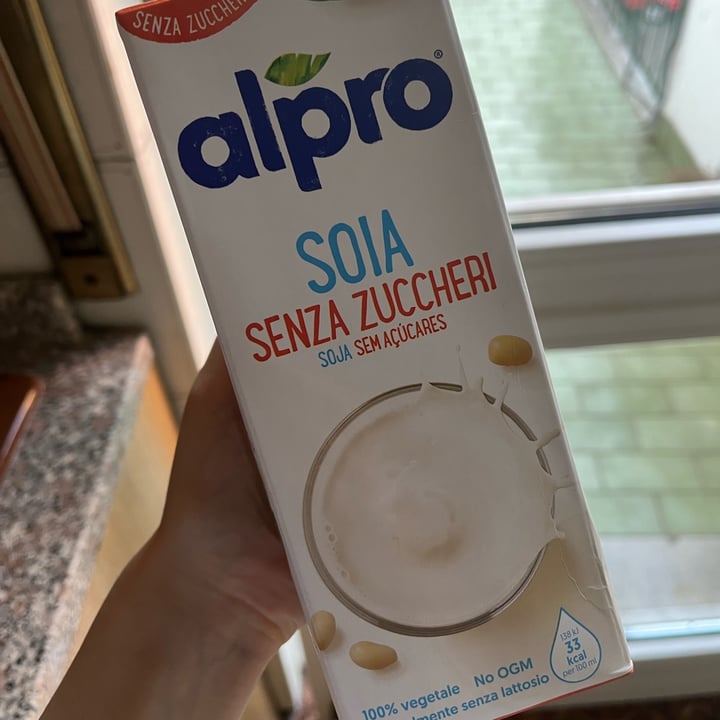 SENZA ZUCCHERI
alpro®
SOIA
SENZA ZUCCHERI
SOJA SEM AÇÚCARES
138 kJ
33
kcal
per 100 ml
100% vegetale No OGM
senza lattosio